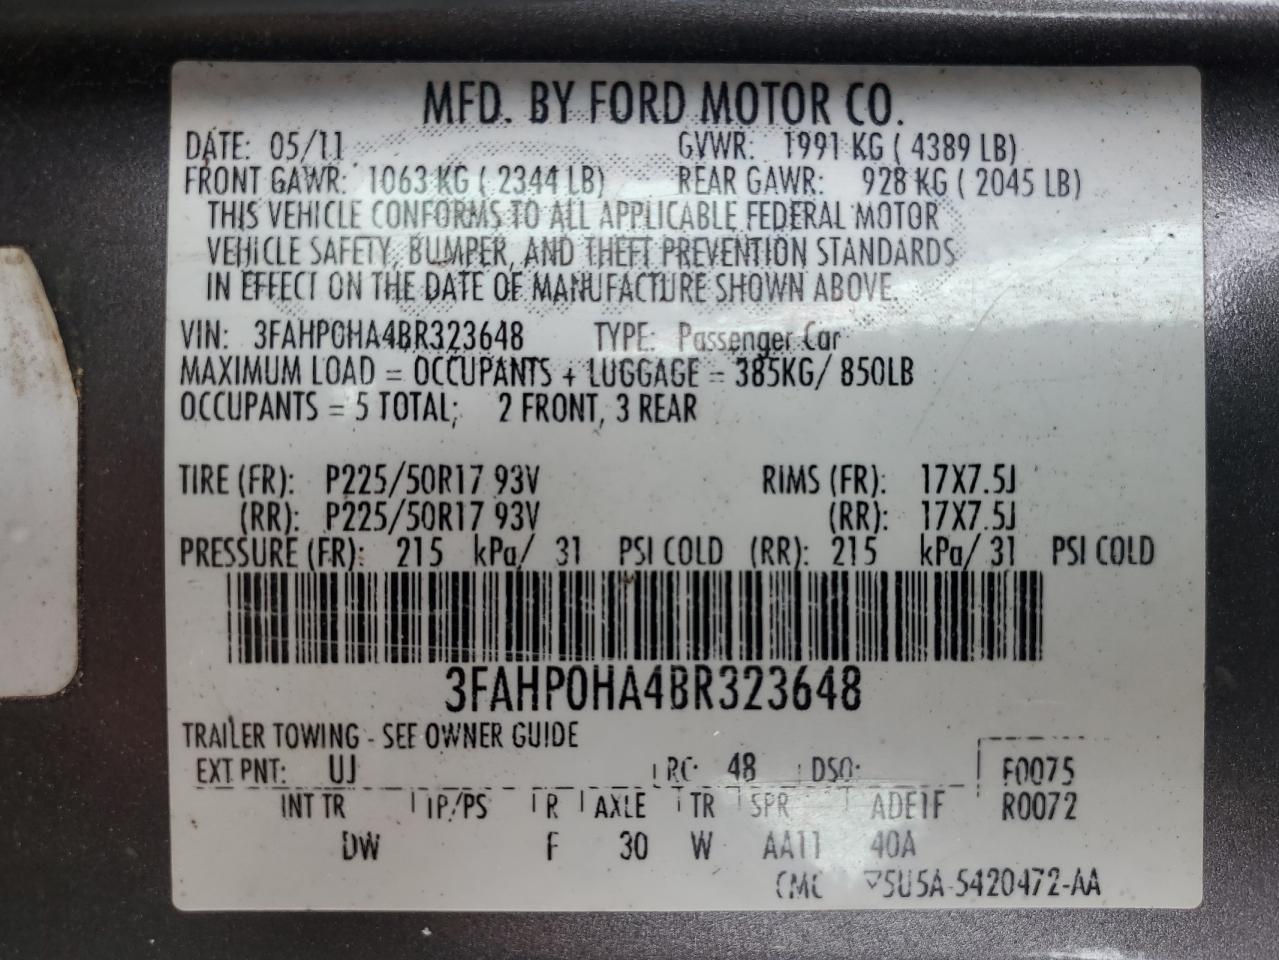 MFD. BY FORD MOTOR CO.
DATE: 05/11 GVWR: 1991 KG ( 4389 LB)
FRONT GAWR: 1063 KG ( 2344 LB) REAR GAWR: 928 KG ( 2045 LB)
THIS VEHICLE CONFORMS TO ALL APPLICABLE FEDERAL MOTOR
VEHICLE SAFETY, BUMPER, AND THEFT PREVENTION STANDARDS
IN EFFECT ON THE DATE OF MANUFACTURE SHOWN ABOVE.
VIN: 3FAHP0HA4BR323648 TYPE: Passenger Car
MAXIMUM LOAD = OCCUPANTS + LUGGAGE = 385KG/ 850LB
OCCUPANTS = 5 TOTAL; 2 FRONT, 3 REAR
TIRE (FR): P225/50R17 93V RIMS (FR): 17X7.5J
(RR): P225/50R17 93V (RR): 17X7.5J
PRESSURE (FR): 215 kPa/ 31 PSI COLD (RR): 215 kPa/ 31 PSI COLD
3FAHP0HA4BR323648
TRAILER TOWING - SEE OWNER GUIDE
EXT PNT: UJ RC: 48 DSO: F0075
INT TR TP/PS R AXLE TR SPR R0072
DW F 30 W AA11 40A
5U5A-5420472-AA